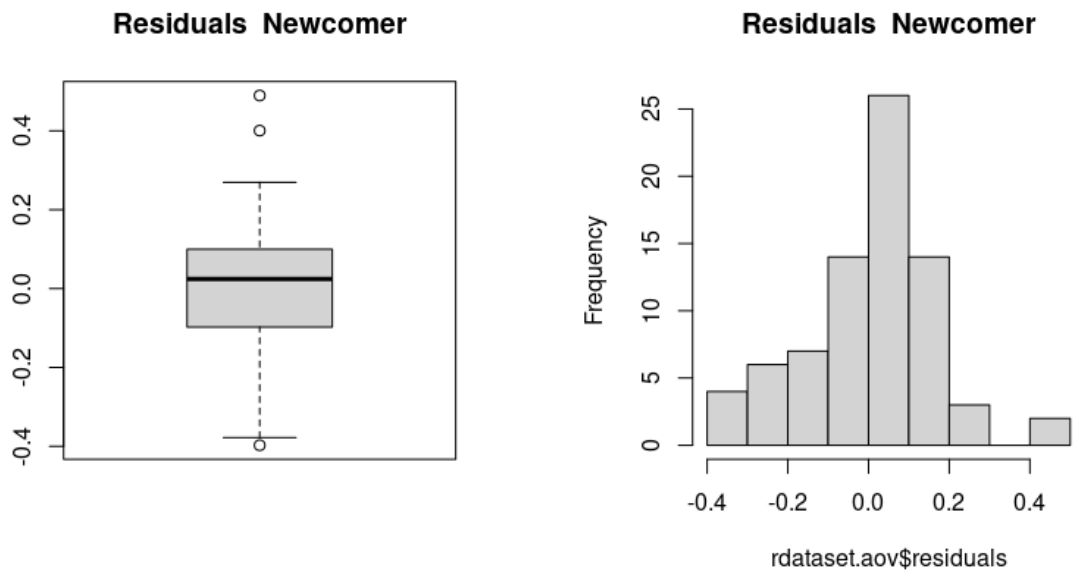 Residuals  Newcomer
0.4
0.2
0.0
-0.2
-0.4
Residuals  Newcomer
Frequency
25
20
15
10
5
0
-0.4 -0.2 0.0 0.2 0.4
rdataset.aov$residuals